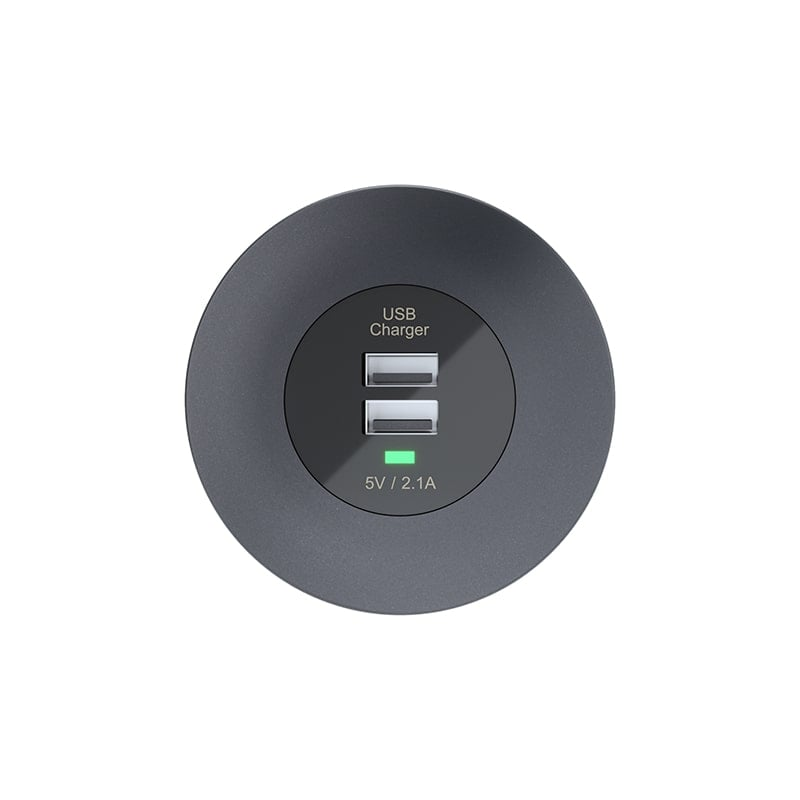 USB
Charger
5V / 2.1A